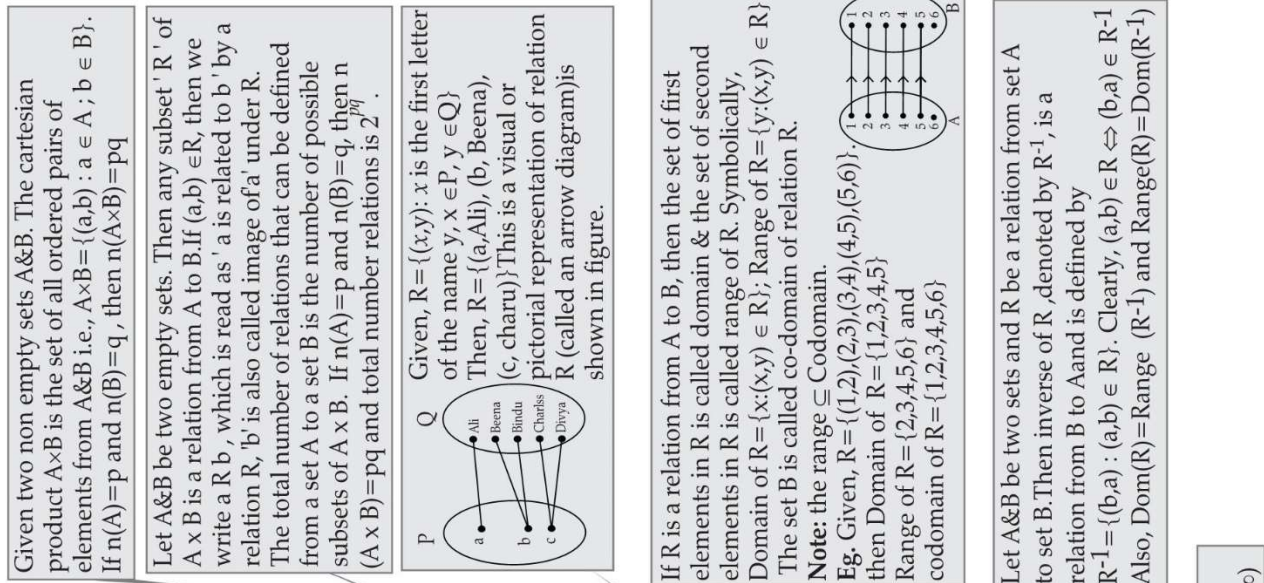 Given two non empty sets A&B. The cartesian
product A×B is the set of all ordered pairs of
elements from A&B i.e., A×B={(a,b) : a ∈ A ; b ∈ B}.
If n(A)=p and n(B)=q , then n(A×B)=pq
Let A&B be two empty sets. Then any subset ' R ' of
A x B is a relation from A to B.If (a,b) ∈R, then we
write a R b , which is read as ' a is related to b ' by a
relation R, 'b' is also called image of 'a' under R.
The total number of relations that can be defined
from a set A to a set B is the number of possible
subsets of A x B. If n(A)=p and n(B)=q, then n
(A x B)=pq and total number relations is 2^pq .
P
Q
a
b
c
Ali
Beena
Bindu
Charlss
Divya
Given, R={(x,y): x is the first letter
of the name y, x ∈P, y ∈Q}
Then, R={(a,Ali), (b, Beena),
(c, charu)}This is a visual or
pictorial representation of relation
R (called an arrow diagram)is
shown in figure.
If R is a relation from A to B, then the set of first
elements in R is called domain & the set of second
elements in R is called range of R. Symbolically,
Domain of R={x:(x,y) ∈ R}; Range of R={y:(x,y) ∈ R}
The set B is called co-domain of relation R.
Note: the range ⊆ Codomain.
Eg. Given, R={(1,2),(2,3),(3,4),(4,5),(5,6)}.
then Domain of R={1,2,3,4,5}
Range of R={2,3,4,5,6} and
codomain of R={1,2,3,4,5,6}
1
2
3
4
5
6
A
1
2
3
4
5
6
B
Let A&B be two sets and R be a relation from set A
to set B.Then inverse of R ,denoted by R⁻¹, is a
relation from B to Aand is defined by
R⁻¹={(b,a) : (a,b) ∈ R}. Clearly, (a,b) ∈R ⇔ (b,a) ∈ R⁻¹
Also, Dom(R)=Range (R⁻¹) and Range(R)=Dom(R⁻¹)